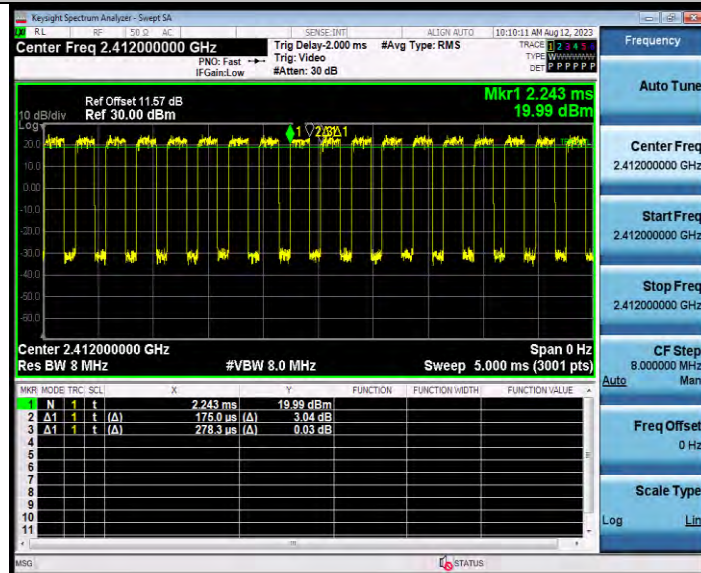 Keysight Spectrum Analyzer - Swept SA
LXI RL RF 50 Ω AC SENSE:INT ALIGN AUTO 10:10:11 AM Aug 12, 2023
Center Freq 2.412000000 GHz
PNO: Fast
IFGain:Low
Trig Delay-2.000 ms
Trig: Video
#Atten: 30 dB
#Avg Type: RMS
TRACE 1 2 3 4 5 6
TYPE W
DET P P P P P P
Ref Offset 11.57 dB
10 dB/div Ref 30.00 dBm
Log
Mkr1 2.243 ms
19.99 dBm
20.0
10.0
0.00
-10.0
-20.0
-30.0
-40.0
-50.0
-60.0
Center 2.412000000 GHz Span 0 Hz
Res BW 8 MHz #VBW 8.0 MHz Sweep 5.000 ms (3001 pts)
MKR MODE TRC SCL X Y FUNCTION FUNCTION WIDTH FUNCTION VALUE
1 N 1 t 2.243 ms 19.99 dBm
2 Δ1 1 t (Δ) 175.0 µs (Δ) 3.04 dB
3 Δ1 1 t (Δ) 278.3 µs (Δ) 0.03 dB
4
5
6
7
8
9
10
11
MSG STATUS
Frequency
Auto Tune
Center Freq
2.412000000 GHz
Start Freq
2.412000000 GHz
Stop Freq
2.412000000 GHz
CF Step
8.000000 MHz
Auto Man
Freq Offset
0 Hz
Scale Type
Log Lin